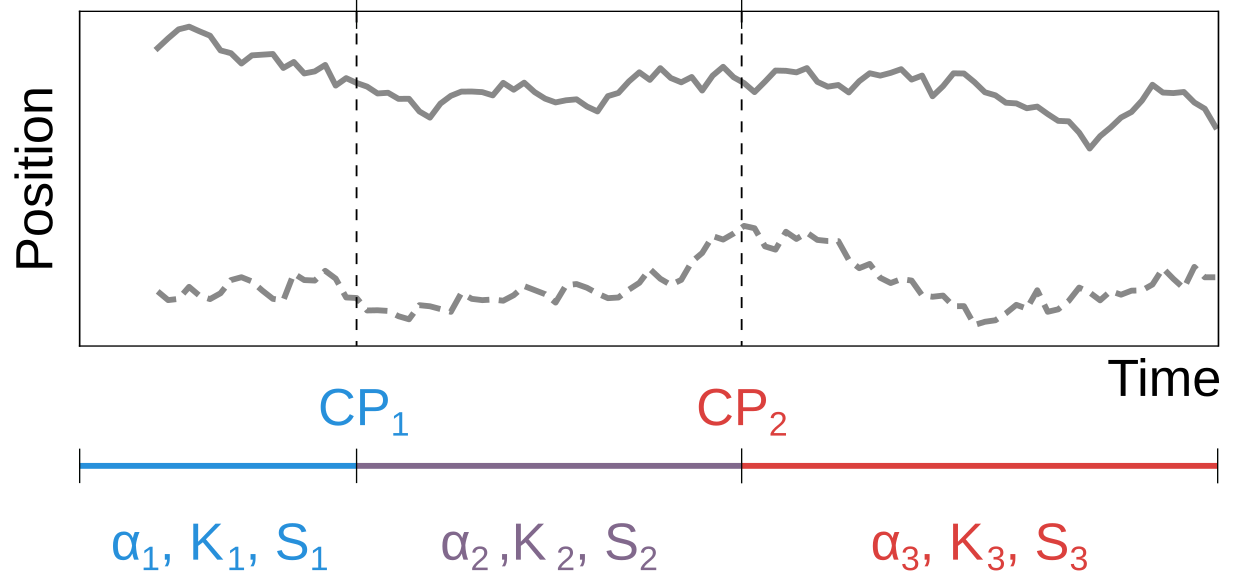 Position
Time
CP₁ CP₂
α₁, K₁, S₁ α₂ ,K ₂, S₂ α₃, K₃, S₃